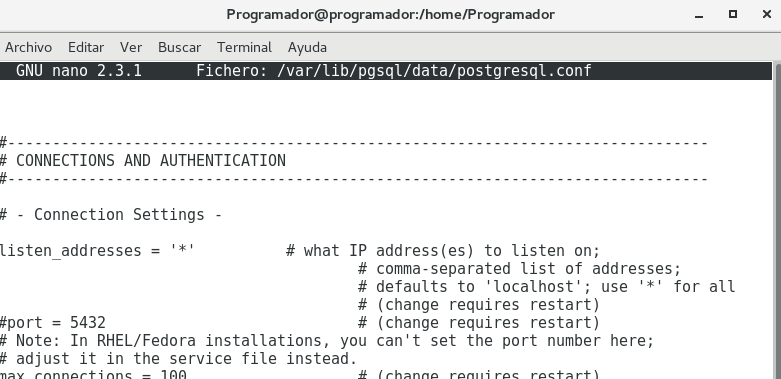 Programador@programador:/home/Programador
Archivo Editar Ver Buscar Terminal Ayuda
GNU nano 2.3.1 Fichero: /var/lib/pgsql/data/postgresql.conf
#------------------------------------------------------------------------------
# CONNECTIONS AND AUTHENTICATION
#------------------------------------------------------------------------------
# - Connection Settings -
listen_addresses = '*' # what IP address(es) to listen on;
# comma-separated list of addresses;
# defaults to 'localhost'; use '*' for all
# (change requires restart)
#port = 5432 # (change requires restart)
# Note: In RHEL/Fedora installations, you can't set the port number here;
# adjust it in the service file instead.
max_connections = 100 # (change requires restart)